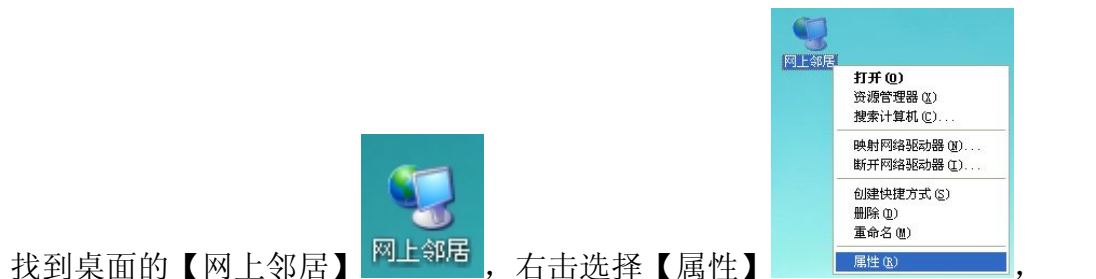 网上邻居
打开(O)
资源管理器(X)
搜索计算机(C)...
映射网络驱动器(N)...
断开网络驱动器(I)...
创建快捷方式(S)
删除(D)
重命名(M)
属性(R)
找到桌面的【网上邻居】网上邻居，右击选择【属性】，